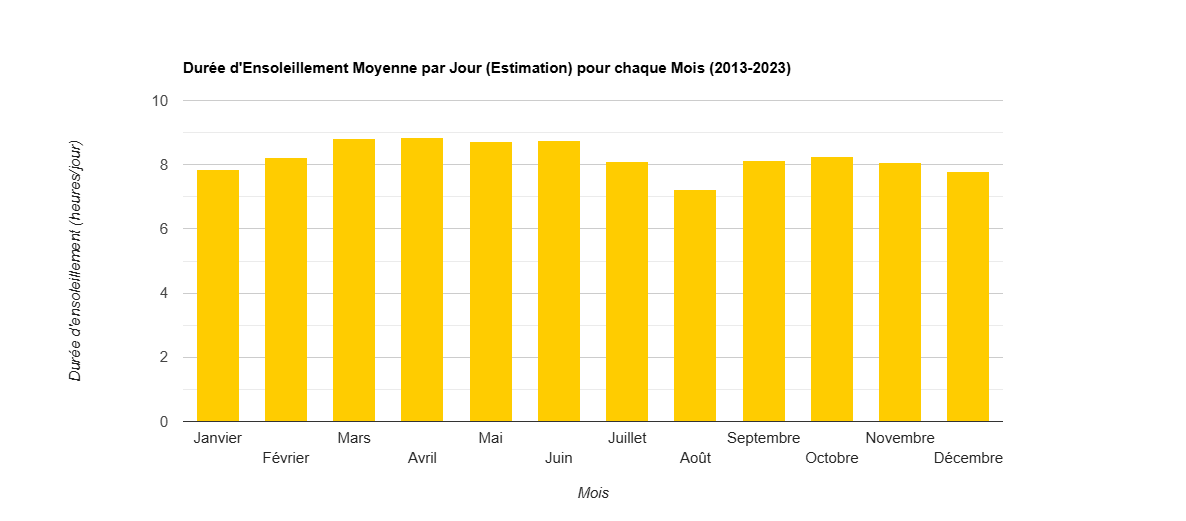 Durée d'Ensoleillement Moyenne par Jour (Estimation) pour chaque Mois (2013-2023)
Durée d'ensoleillement (heures/jour)
10
8
6
4
2
0
Janvier Mars Mai Juillet Septembre Novembre
Février Avril Juin Août Octobre Décembre
Mois